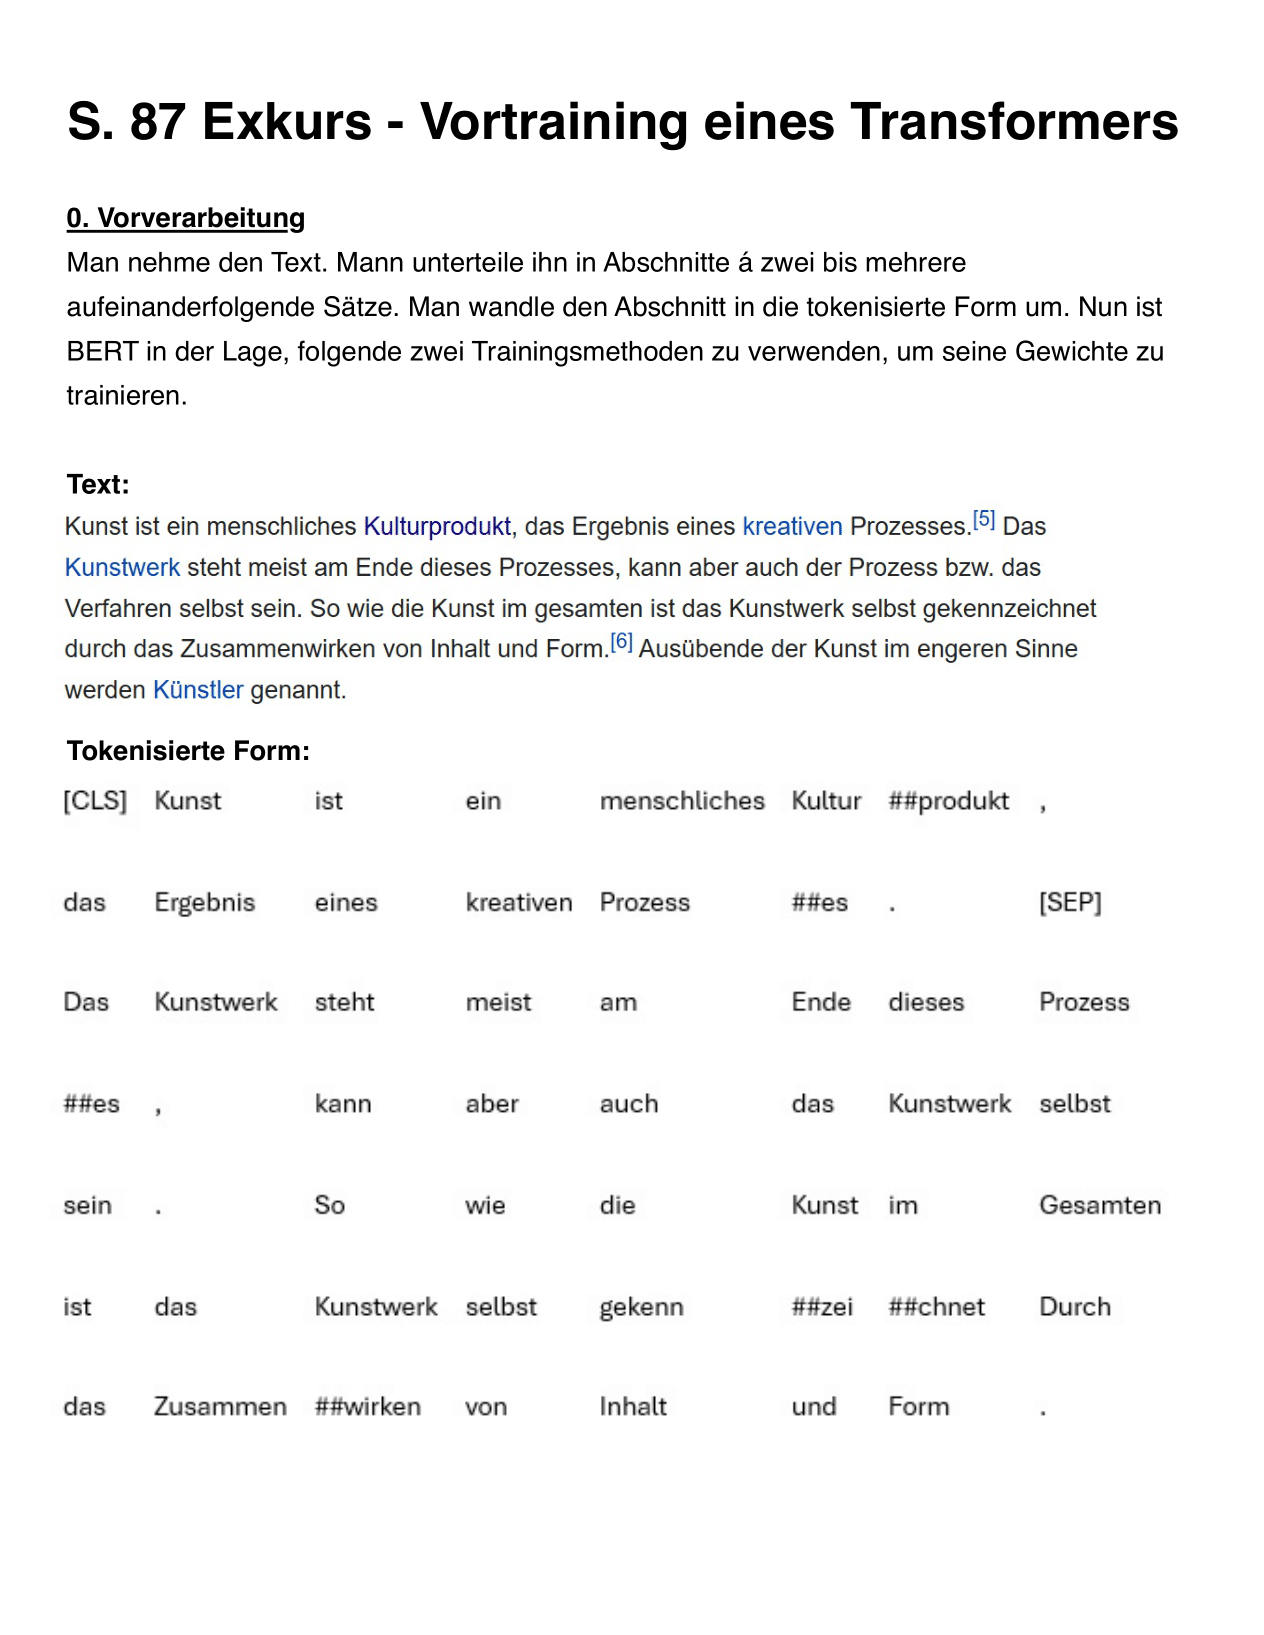 S. 87 Exkurs - Vortraining eines Transformers
0. Vorverarbeitung
Man nehme den Text. Mann unterteile ihn in Abschnitte á zwei bis mehrere
aufeinanderfolgende Sätze. Man wandle den Abschnitt in die tokenisierte Form um. Nun ist
BERT in der Lage, folgende zwei Trainingsmethoden zu verwenden, um seine Gewichte zu
trainieren.
Text:
Kunst ist ein menschliches Kulturprodukt, das Ergebnis eines kreativen Prozesses.[5] Das
Kunstwerk steht meist am Ende dieses Prozesses, kann aber auch der Prozess bzw. das
Verfahren selbst sein. So wie die Kunst im gesamten ist das Kunstwerk selbst gekennzeichnet
durch das Zusammenwirken von Inhalt und Form.[6] Ausübende der Kunst im engeren Sinne
werden Künstler genannt.
Tokenisierte Form:
[CLS] Kunst ist ein menschliches Kultur ##produkt ,
das Ergebnis eines kreativen Prozess ##es . [SEP]
Das Kunstwerk steht meist am Ende dieses Prozess
##es , kann aber auch das Kunstwerk selbst
sein . So wie die Kunst im Gesamten
ist das Kunstwerk selbst gekenn ##zei ##chnet Durch
das Zusammen ##wirken von Inhalt und Form .